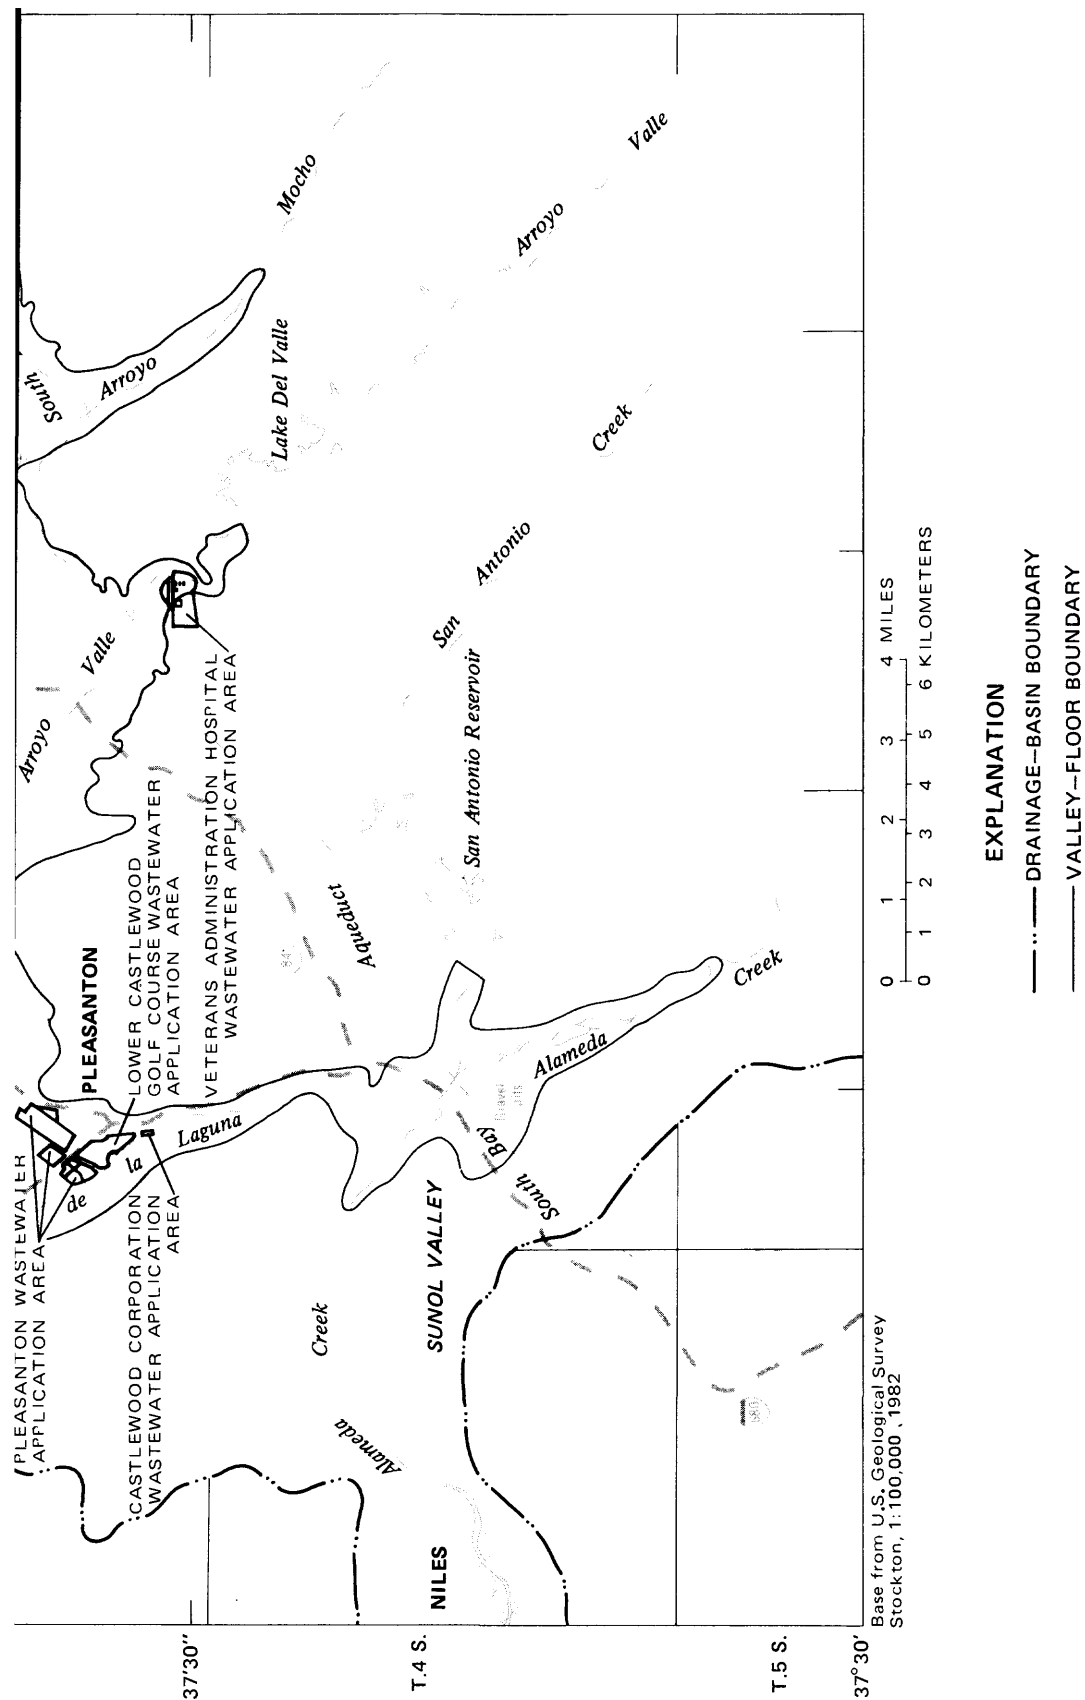 PLEASANTON WASTEWATER
APPLICATION AREA
CASTLEWOOD CORPORATION
WASTEWATER APPLICATION
AREA
de
la
Laguna
PLEASANTON
LOWER CASTLEWOOD
GOLF COURSE WASTEWATER
APPLICATION AREA
VETERANS ADMINISTRATION HOSPITAL
WASTEWATER APPLICATION AREA
Arroyo
Valle
South
Arroyo
Mocho
Lake Del Valle
Arroyo
Valle
Aqueduct
84
San Antonio Reservoir
San
Antonio
Creek
Creek
Alameda
NILES
SUNOL VALLEY
South
Bay
Gravel
pits
Alameda
Creek
680
37'30"
T.4 S.
T.5 S.
37°30'
Base from U.S. Geological Survey
Stockton, 1:100,000, 1982
0 1 2 3 4 MILES
0 1 2 3 4 5 6 KILOMETERS
EXPLANATION
DRAINAGE–BASIN BOUNDARY
VALLEY–FLOOR BOUNDARY